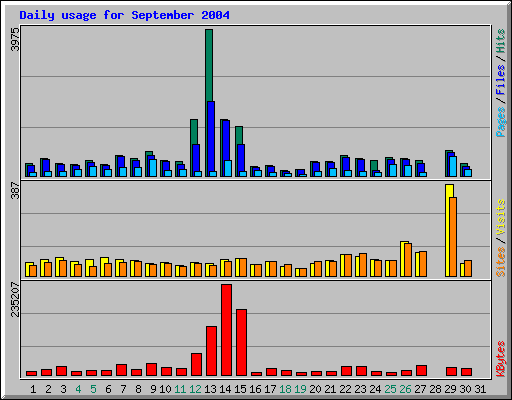 Daily usage for September 2004
3975
Pages / Files / Hits
387
Sites / Visits
235207
KBytes
1 2 3 4 5 6 7 8 9 10 11 12 13 14 15 16 17 18 19 20 21 22 23 24 25 26 27 28 29 30 31